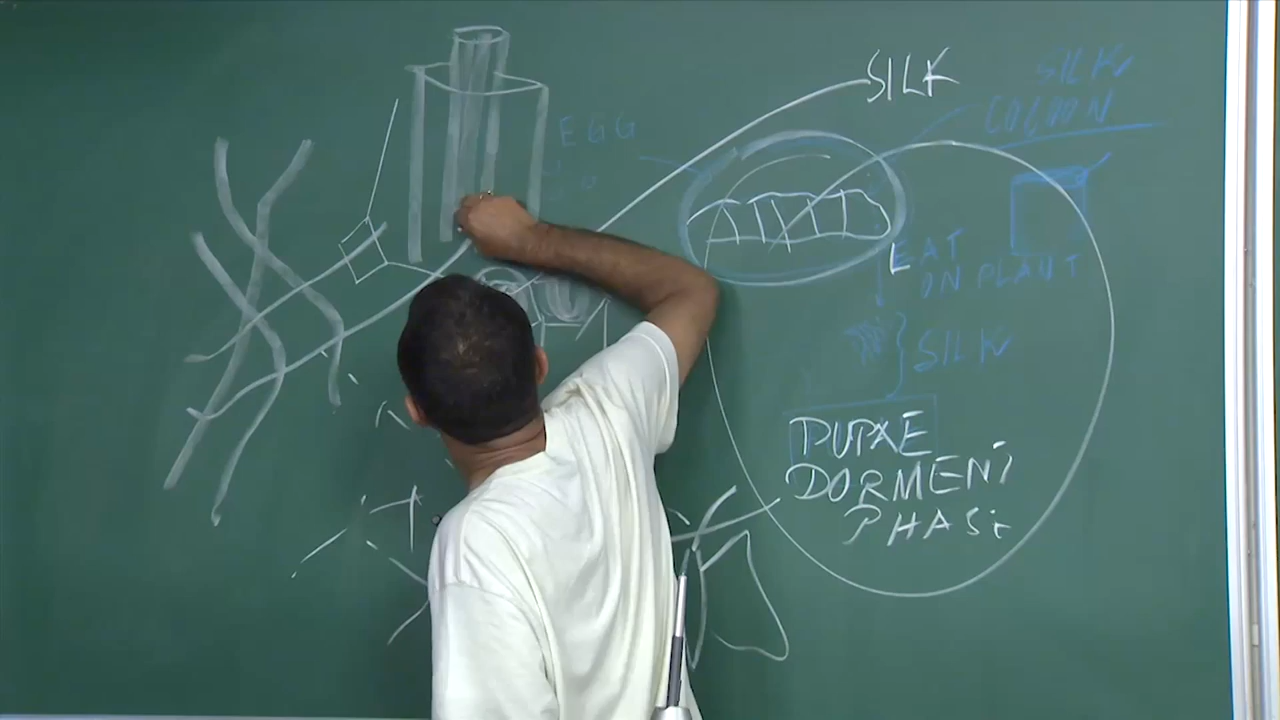 SILK
SILK
COCOON
EGG
EAT
ON PLANT
SILK
PUPAE
DORMENT
PHASE